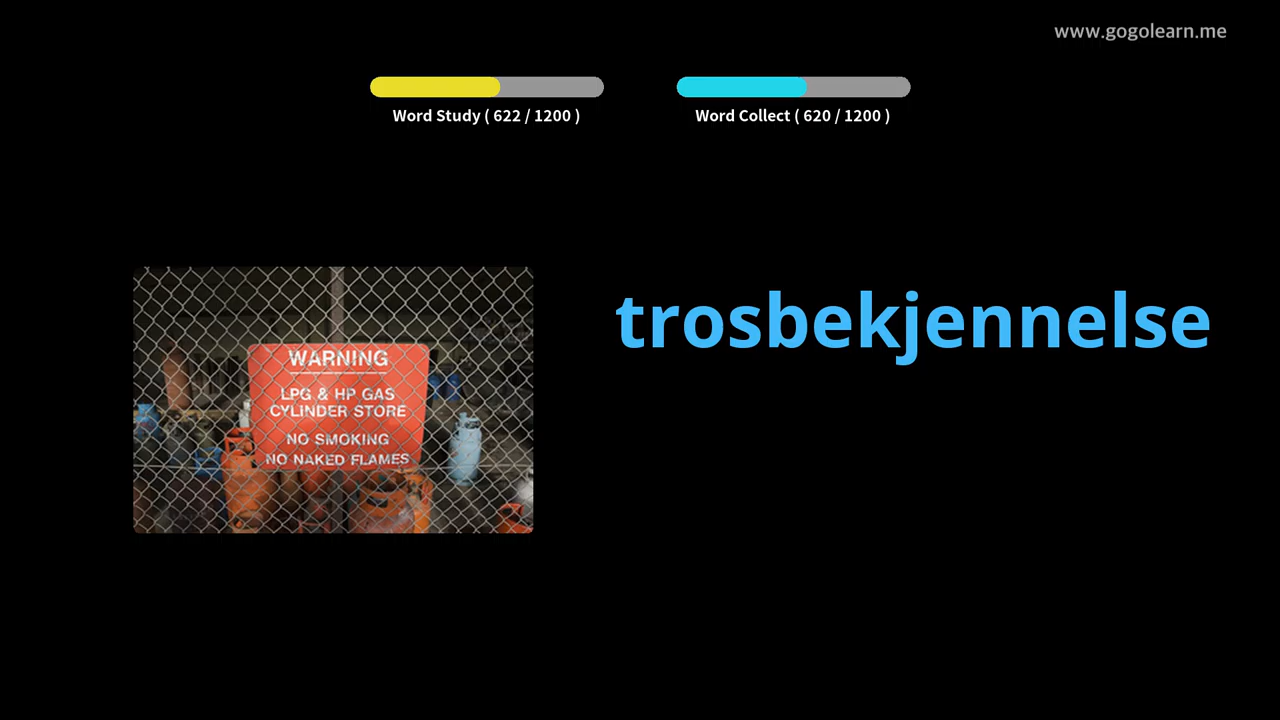 www.gogolearn.me
Word Study ( 622 / 1200 )
Word Collect ( 620 / 1200 )
trosbekjennelse
WARNING
LPG & HP GAS
CYLINDER STORE
NO SMOKING
NO NAKED FLAMES